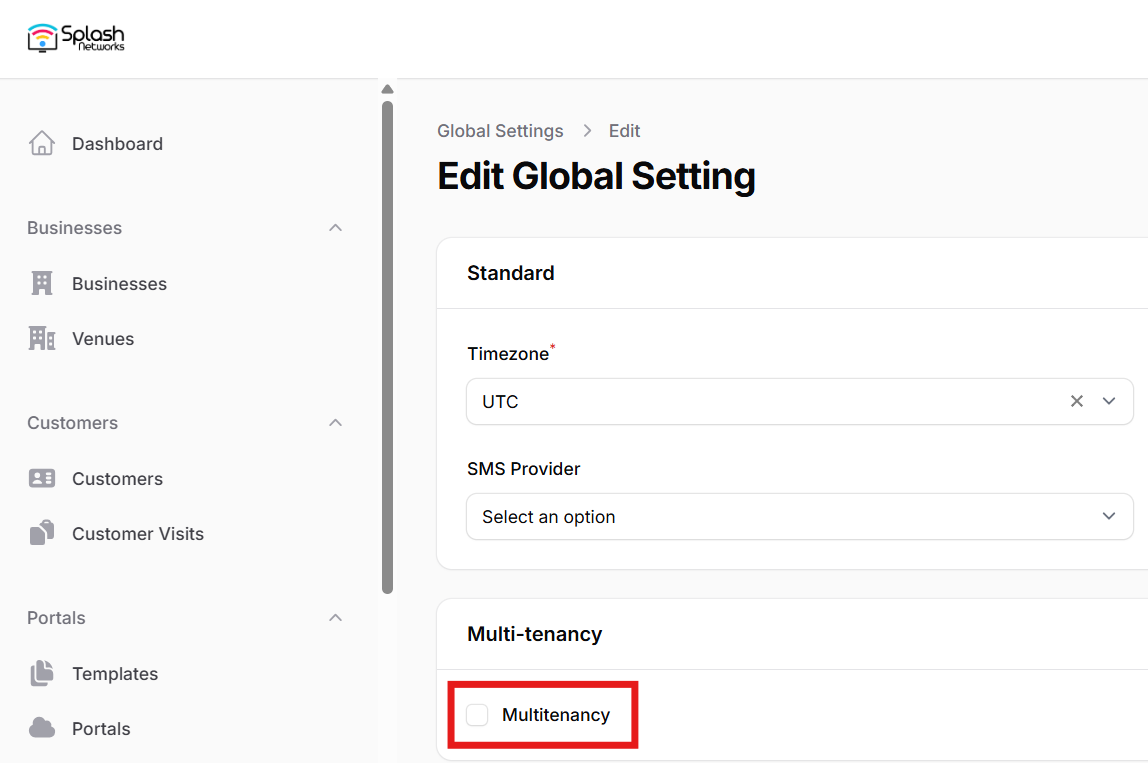 Splash
Networks
Dashboard
Businesses
Businesses
Venues
Customers
Customers
Customer Visits
Portals
Templates
Portals
Global Settings > Edit
Edit Global Setting
Standard
Timezone*
UTC
SMS Provider
Select an option
Multi-tenancy
Multitenancy